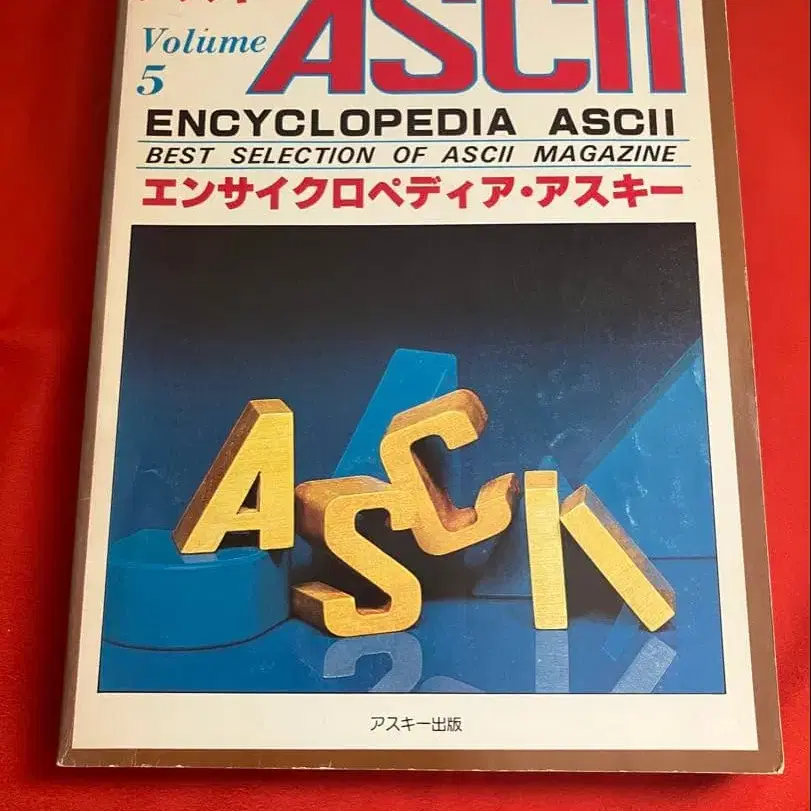 ASCII
Volume
5
ENCYCLOPEDIA ASCII
BEST SELECTION OF ASCII MAGAZINE
エンサイクロペディア・アスキー
ASCII
アスキー出版